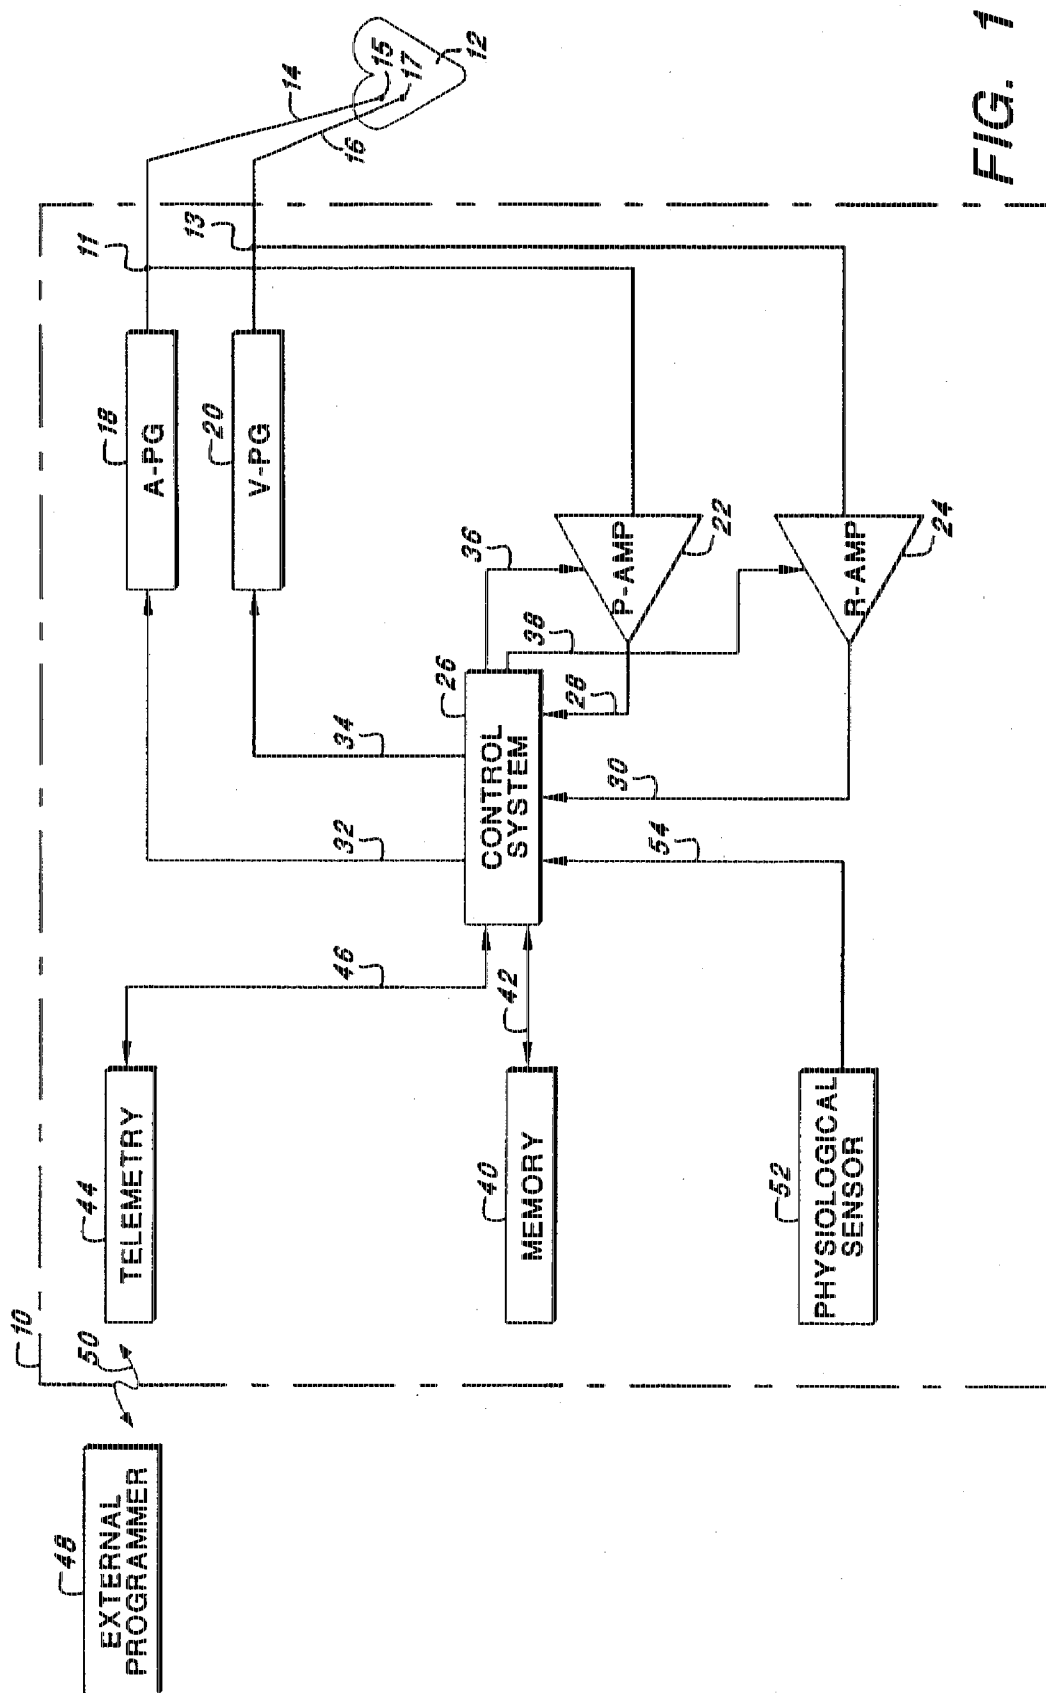 10
48
EXTERNAL
PROGRAMMER
50
44
TELEMETRY
46
32
34
18
A-PG
20
V-PG
11
13
14
16
15
17
12
40
MEMORY
42
26
CONTROL
SYSTEM
36
38
28
30
54
P-AMP
22
R-AMP
24
52
PHYSIOLOGICAL
SENSOR
FIG. 1